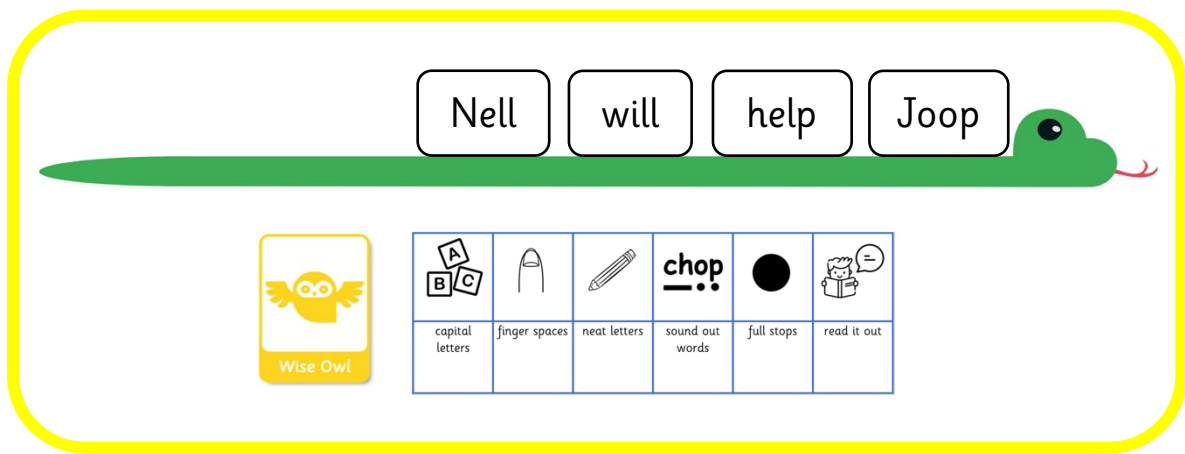 Nell will help Joop
A
B C
chop
capital letters
finger spaces
neat letters
sound out words
full stops
read it out
Wise Owl